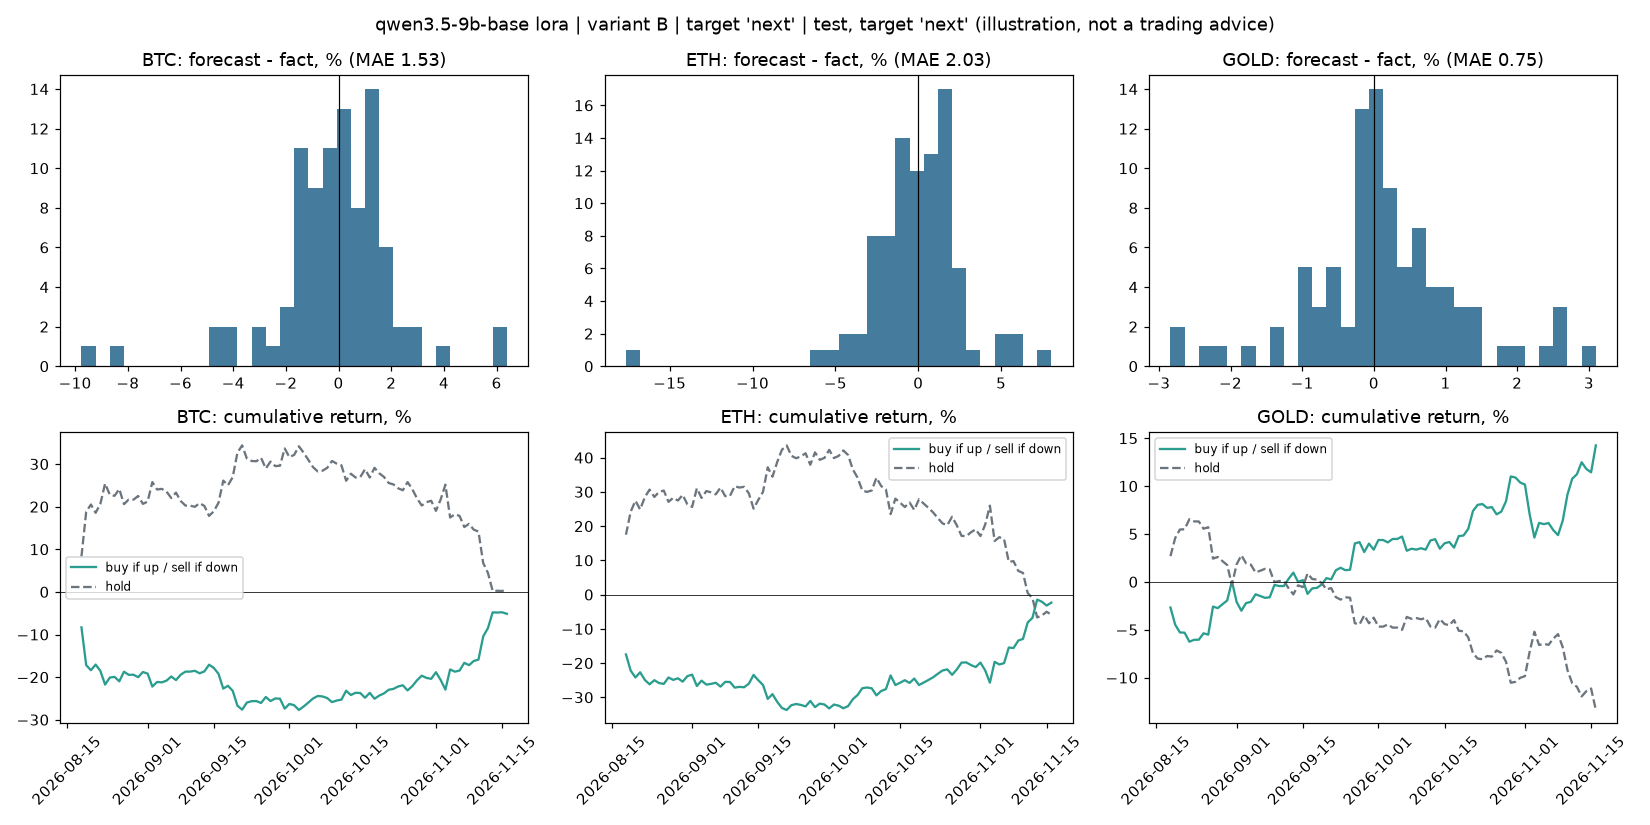 qwen3.5-9b-base lora | variant B | target 'next' | test, target 'next' (illustration, not a trading advice)
BTC: forecast - fact, % (MAE 1.53)
14
12
10
8
6
4
2
0
−10 −8 −6 −4 −2 0 2 4 6
ETH: forecast - fact, % (MAE 2.03)
16
14
12
10
8
6
4
2
0
−15 −10 −5 0 5
GOLD: forecast - fact, % (MAE 0.75)
14
12
10
8
6
4
2
0
−3 −2 −1 0 1 2 3
BTC: cumulative return, %
30
20
10
0
−10
−20
−30
buy if up / sell if down
hold
2026-08-15 2026-09-01 2026-09-15 2026-10-01 2026-10-15 2026-11-01 2026-11-15
ETH: cumulative return, %
40
30
20
10
0
−10
−20
−30
buy if up / sell if down
hold
2026-08-15 2026-09-01 2026-09-15 2026-10-01 2026-10-15 2026-11-01 2026-11-15
GOLD: cumulative return, %
15
10
5
0
−5
−10
buy if up / sell if down
hold
2026-08-15 2026-09-01 2026-09-15 2026-10-01 2026-10-15 2026-11-01 2026-11-15